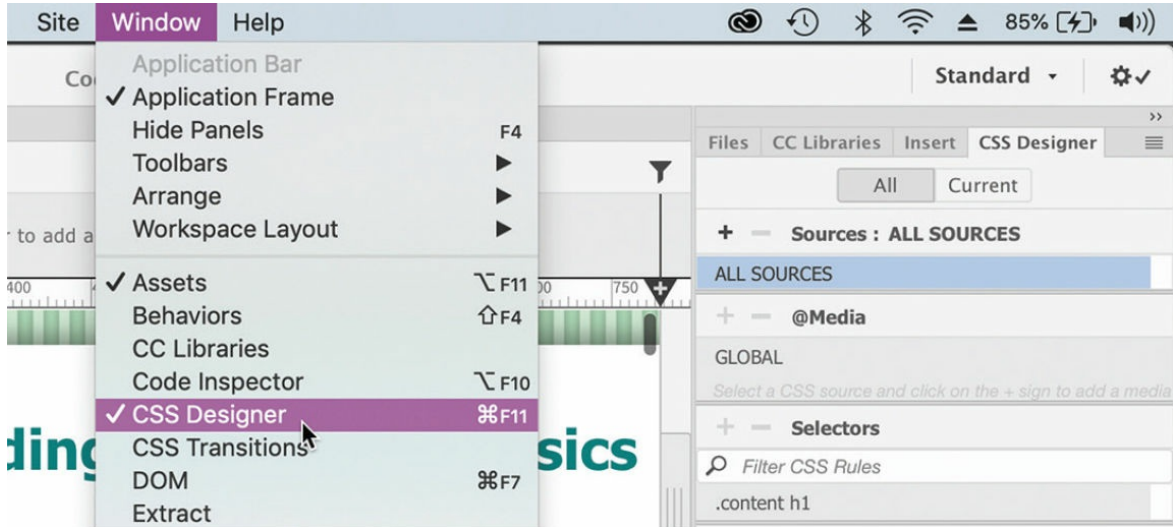 Site Window Help 85%
Application Bar
Co Standard
✓ Application Frame
Hide Panels F4
Files CC Libraries Insert CSS Designer
Toolbars
All Current
Arrange
to add a Workspace Layout
+ — Sources : ALL SOURCES
ALL SOURCES
400 ✓ Assets ⌥ F11 00 750
Behaviors ⇧ F4
+ — @Media
CC Libraries
GLOBAL
Code Inspector ⌥ F10
Select a CSS source and click on the + sign to add a media
✓ CSS Designer ⌘ F11
+ — Selectors
ding CSS Transitions sics
Filter CSS Rules
DOM ⌘ F7
.content h1
Extract